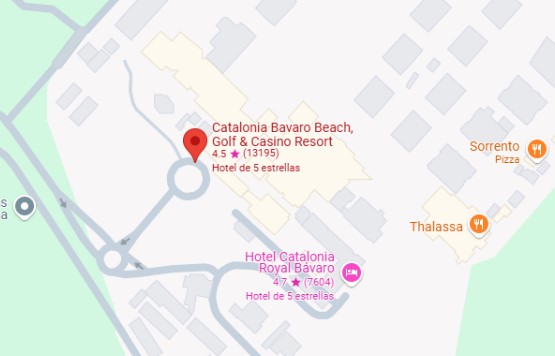 Catalonia Bavaro Beach,
Golf & Casino Resort
4.5 ★ (13195)
Hotel de 5 estrellas
Sorrento
Pizza
s
a
Thalassa
Hotel Catalonia
Royal Bávaro
4.7 ★ (7604)
Hotel de 5 estrellas